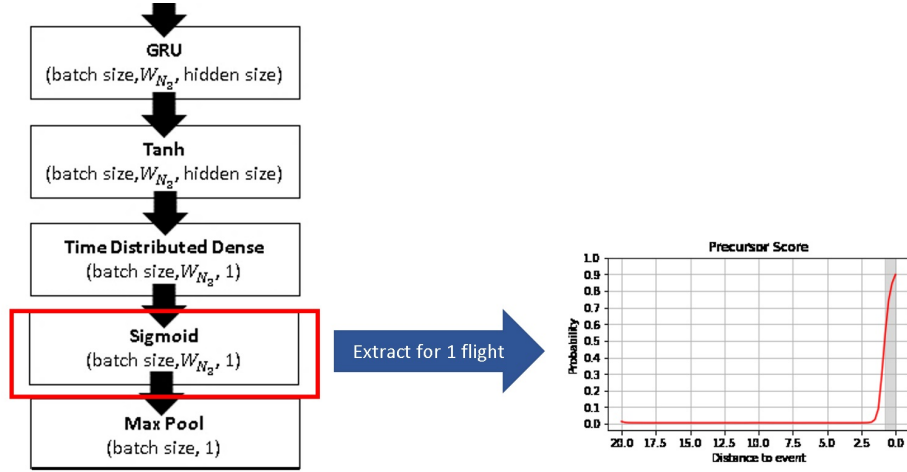 GRU
(batch size,W_{N_2}, hidden size)
Tanh
(batch size,W_{N_2}, hidden size)
Time Distributed Dense
(batch size,W_{N_2}, 1)
Sigmoid
(batch size,W_{N_2}, 1)
Max Pool
(batch size, 1)
Extract for 1 flight
Precursor Score
Probability
1.0
0.9
0.8
0.7
0.6
0.5
0.4
0.3
0.2
0.1
0.0
20.0 17.5 15.0 12.5 10.0 7.5 5.0 2.5 0.0
Distance to event